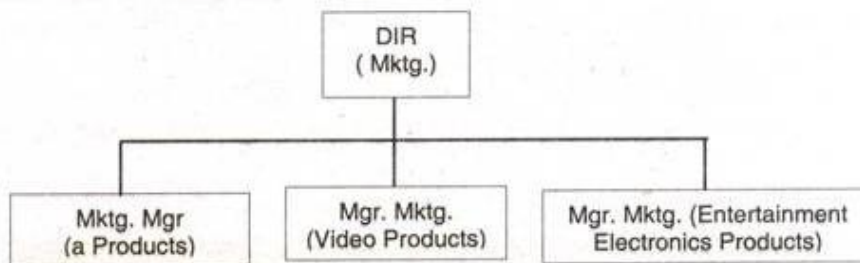 DIR
( Mktg.)
Mktg. Mgr
(a Products)
Mgr. Mktg.
(Video Products)
Mgr. Mktg. (Entertainment
Electronics Products)